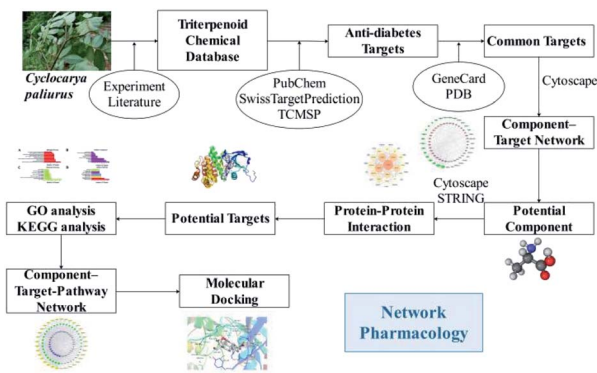 Cyclocarya
paliurus
Experiment
Literature
Triterpenoid
Chemical
Database
PubChem
SwissTargetPrediction
TCMSP
Anti-diabetes
Targets
GeneCard
PDB
Common Targets
Cytoscape
Component–
Target Network
Cytoscape
STRING
Potential
Component
Protein-Protein
Interaction
Potential Targets
GO analysis
KEGG analysis
Component–
Target-Pathway
Network
Molecular
Docking
Network
Pharmacology